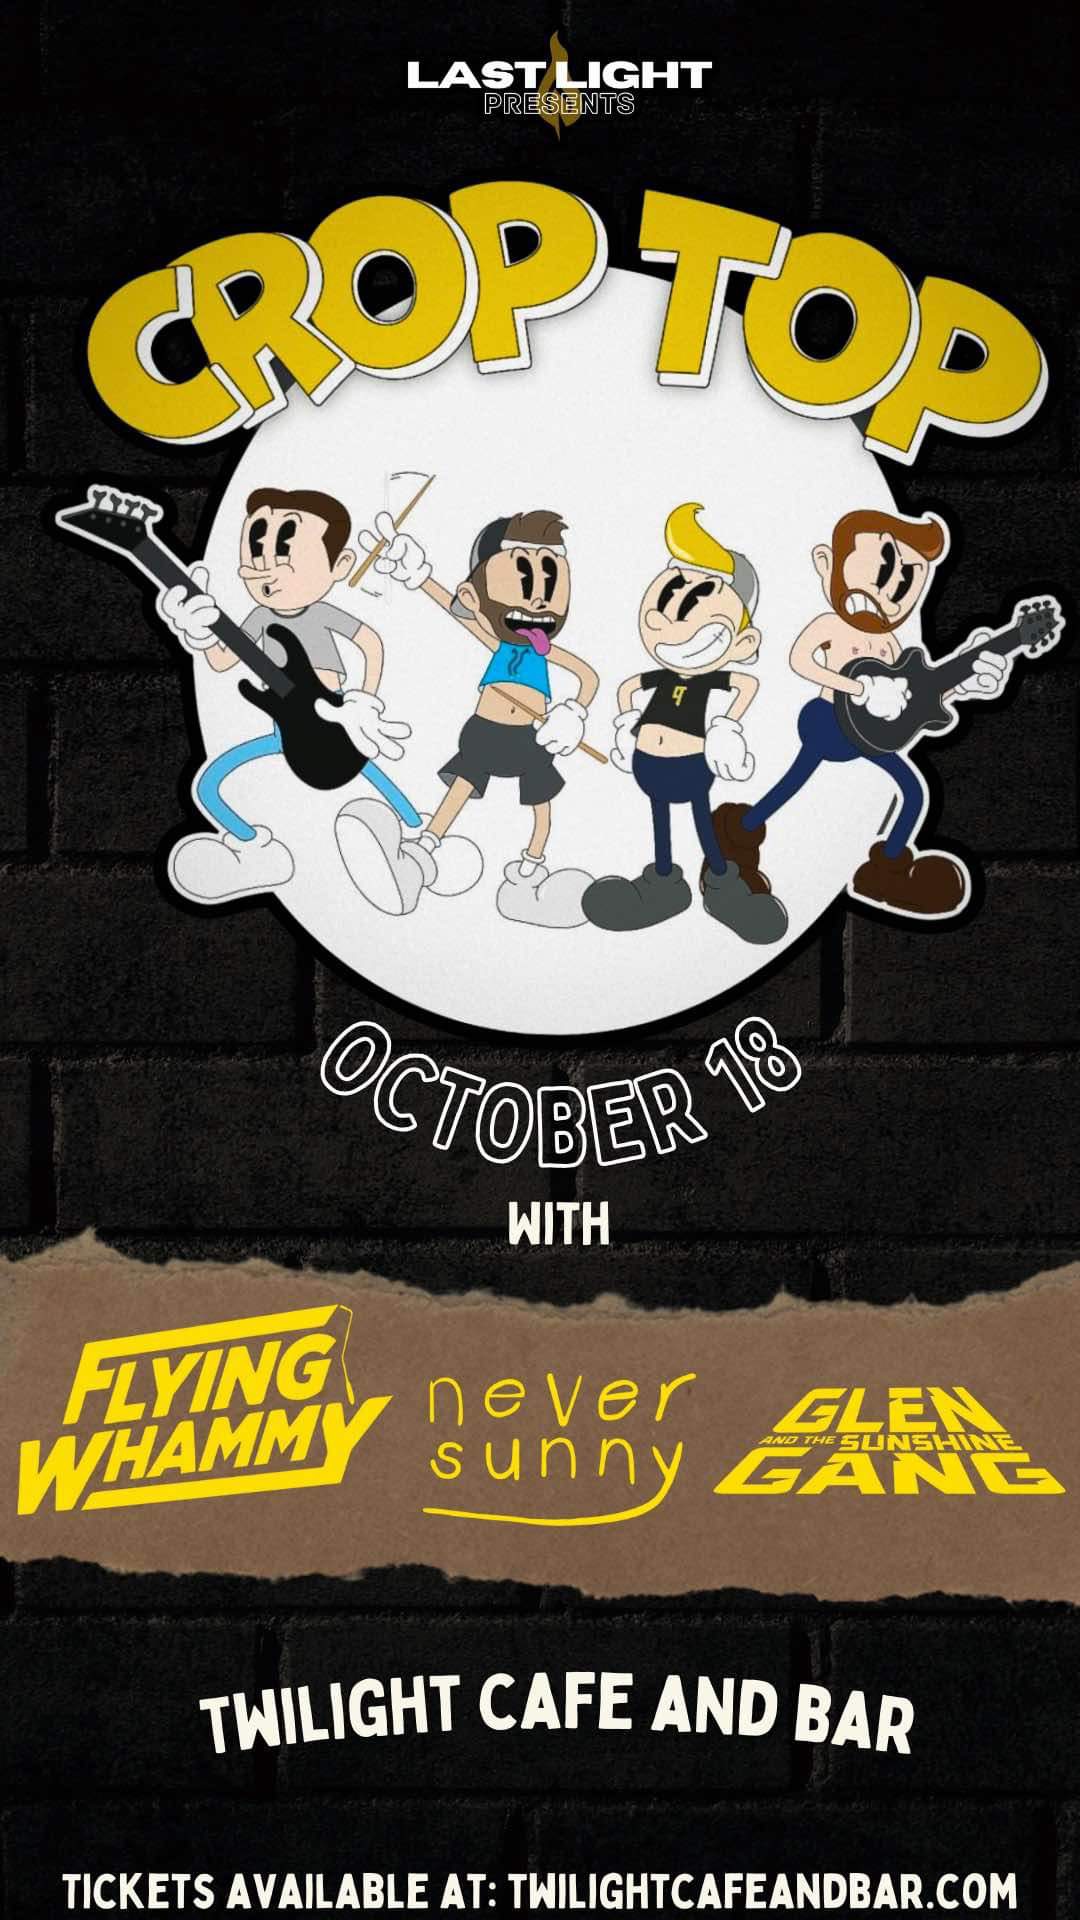 LAST LIGHT
PRESENTS
CROP TOP
OCTOBER 18
WITH
FLYING
WHAMMY
never
sunny
GLEN
AND THE SUNSHINE
GANG
TWILIGHT CAFE AND BAR
TICKETS AVAILABLE AT: TWILIGHTCAFEANDBAR.COM